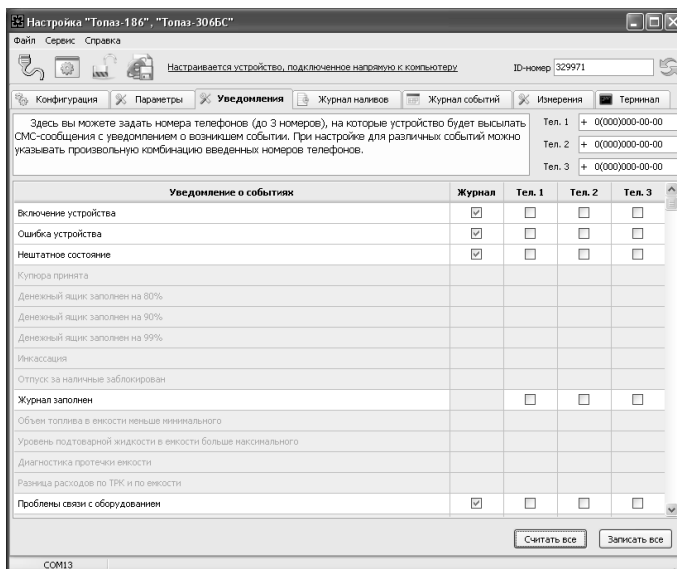 Настройка "Топаз-186", "Топаз-306БС"
Файл Сервис Справка
Настраивается устройство, подключенное напрямую к компьютеру ID-номер 329971
Конфигурация Параметры Уведомления Журнал наливов Журнал событий Измерения Терминал
Здесь вы можете задать номера телефонов (до 3 номеров), на которые устройство будет высылать
СМС-сообщения с уведомлением о возникшем событии. При настройке для различных событий можно
указывать произвольную комбинацию введенных номеров телефонов.
Тел. 1 + 0(000)000-00-00
Тел. 2 + 0(000)000-00-00
Тел. 3 + 0(000)000-00-00
Уведомление о событиях Журнал Тел. 1 Тел. 2 Тел. 3
Включение устройства
Ошибка устройства
Нештатное состояние
Купюра принята
Денежный ящик заполнен на 80%
Денежный ящик заполнен на 90%
Денежный ящик заполнен на 99%
Инкассация
Отпуск за наличные заблокирован
Журнал заполнен
Объем топлива в емкости меньше минимального
Уровень подтоварной жидкости в емкости больше максимального
Диагностика протечки емкости
Разница расходов по ТРК и по емкости
Проблемы связи с оборудованием
Считать все Записать все
COM13